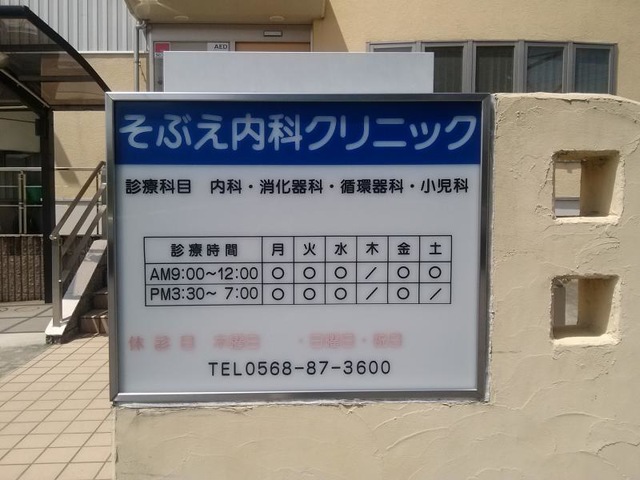 AED
そぶえ内科クリニック
診療科目 内科・消化器科・循環器科・小児科
診療時間 月 火 水 木 金 土
AM9:00〜12:00 ○ ○ ○ / ○ ○
PM3:30〜 7:00 ○ ○ ○ / ○ /
休診日 木曜日 ・日曜日・祝日
TEL0568-87-3600